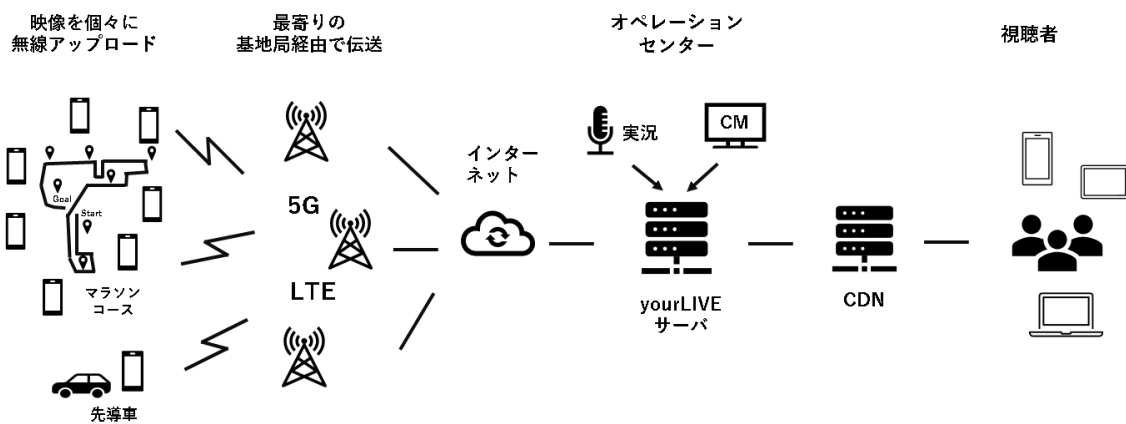 映像を個々に
無線アップロード
最寄りの
基地局経由で伝送
オペレーション
センター
視聴者
実況
CM
インター
ネット
Goal
Start
5G
LTE
マラソン
コース
yourLIVE
サーバ
CDN
先導車